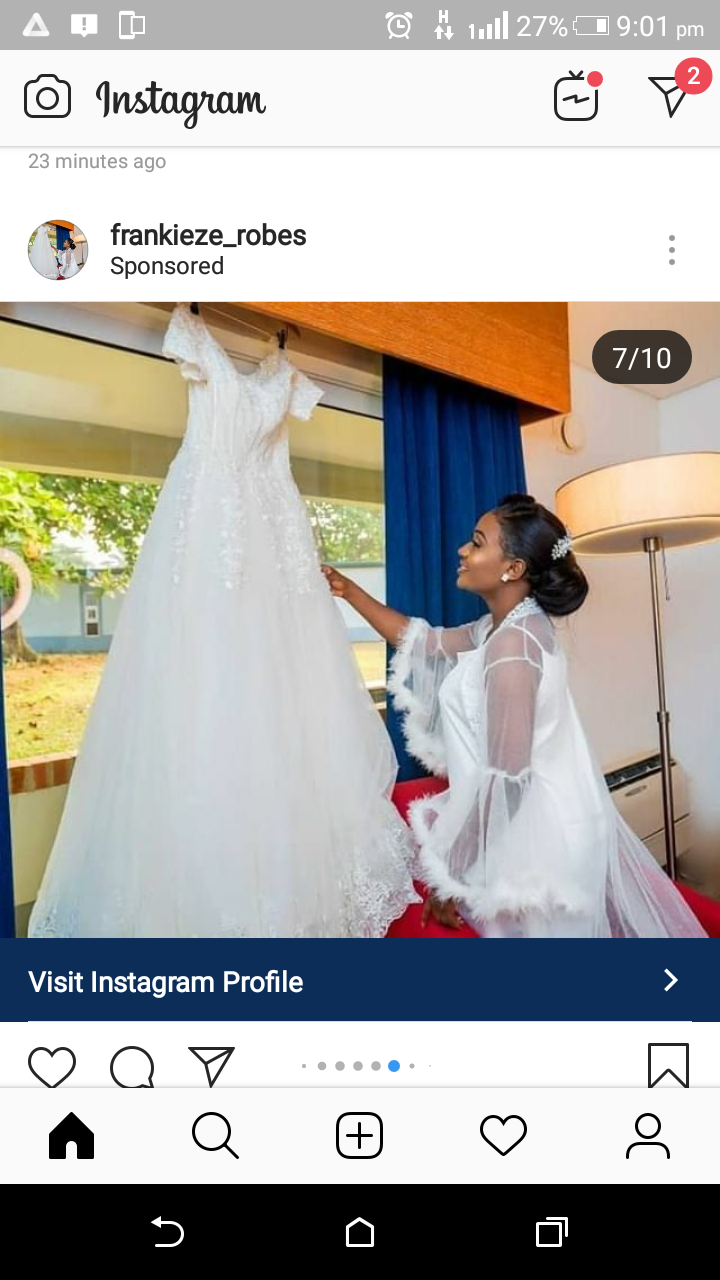 H 27% 9:01 pm
Instagram 2
23 minutes ago
frankieze_robes
Sponsored
7/10
Visit Instagram Profile